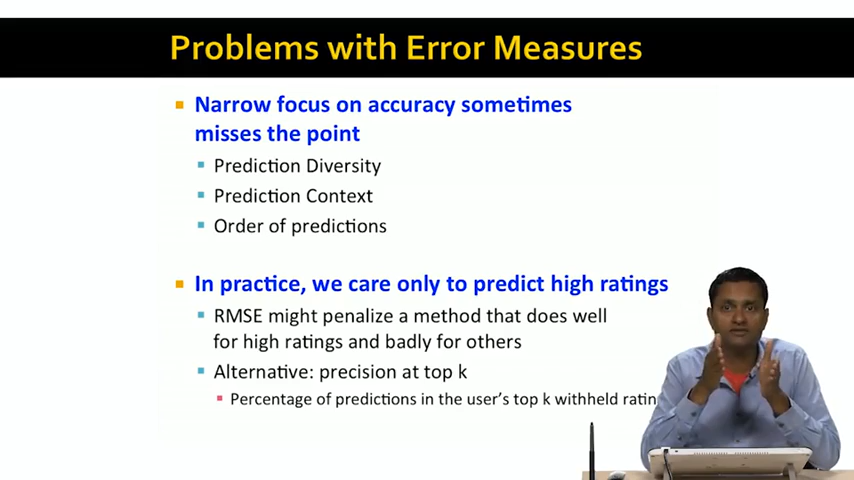 Problems with Error Measures
Narrow focus on accuracy sometimes
misses the point
Prediction Diversity
Prediction Context
Order of predictions
In practice, we care only to predict high ratings
RMSE might penalize a method that does well
for high ratings and badly for others
Alternative: precision at top k
Percentage of predictions in the user's top k withheld